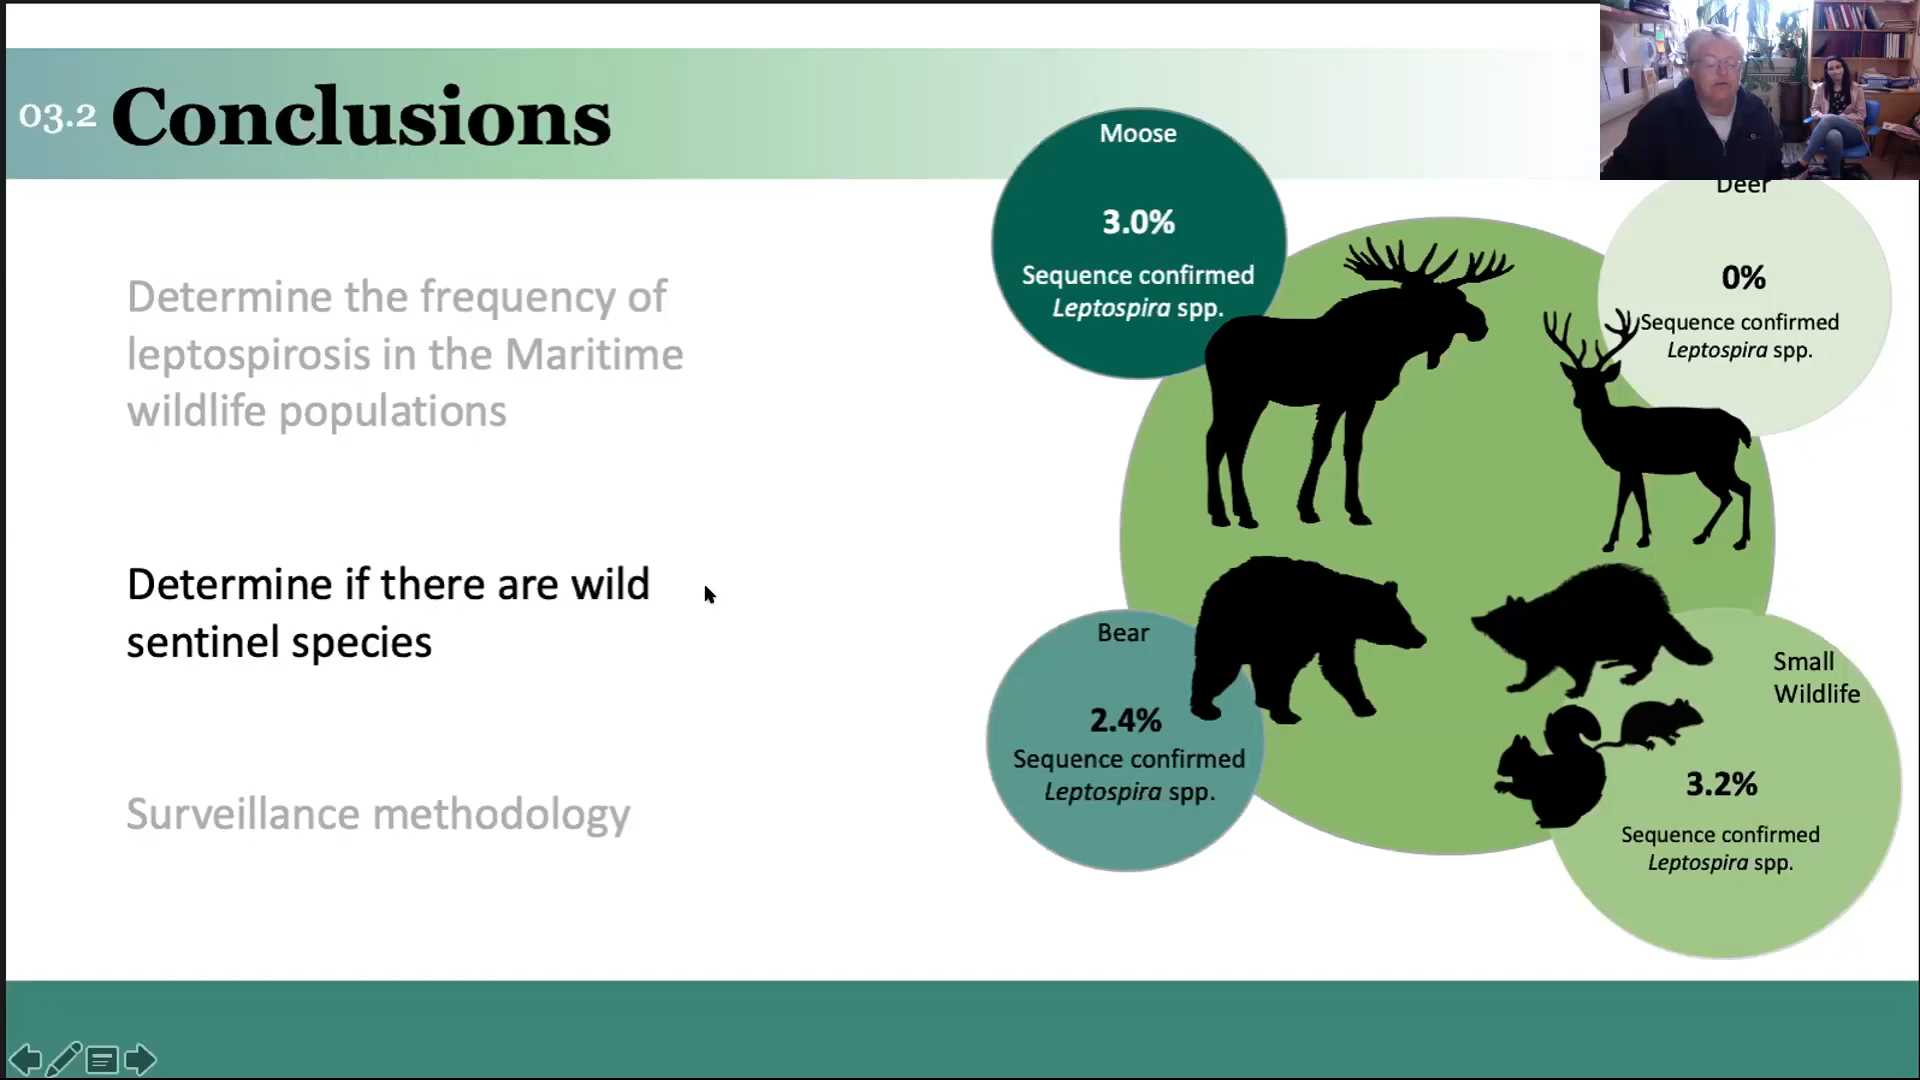 03.2 Conclusions
Determine the frequency of
leptospirosis in the Maritime
wildlife populations
Determine if there are wild
sentinel species
Surveillance methodology
Moose
3.0%
Sequence confirmed
Leptospira spp.
Deer
0%
Sequence confirmed
Leptospira spp.
Bear
2.4%
Sequence confirmed
Leptospira spp.
Small
Wildlife
3.2%
Sequence confirmed
Leptospira spp.